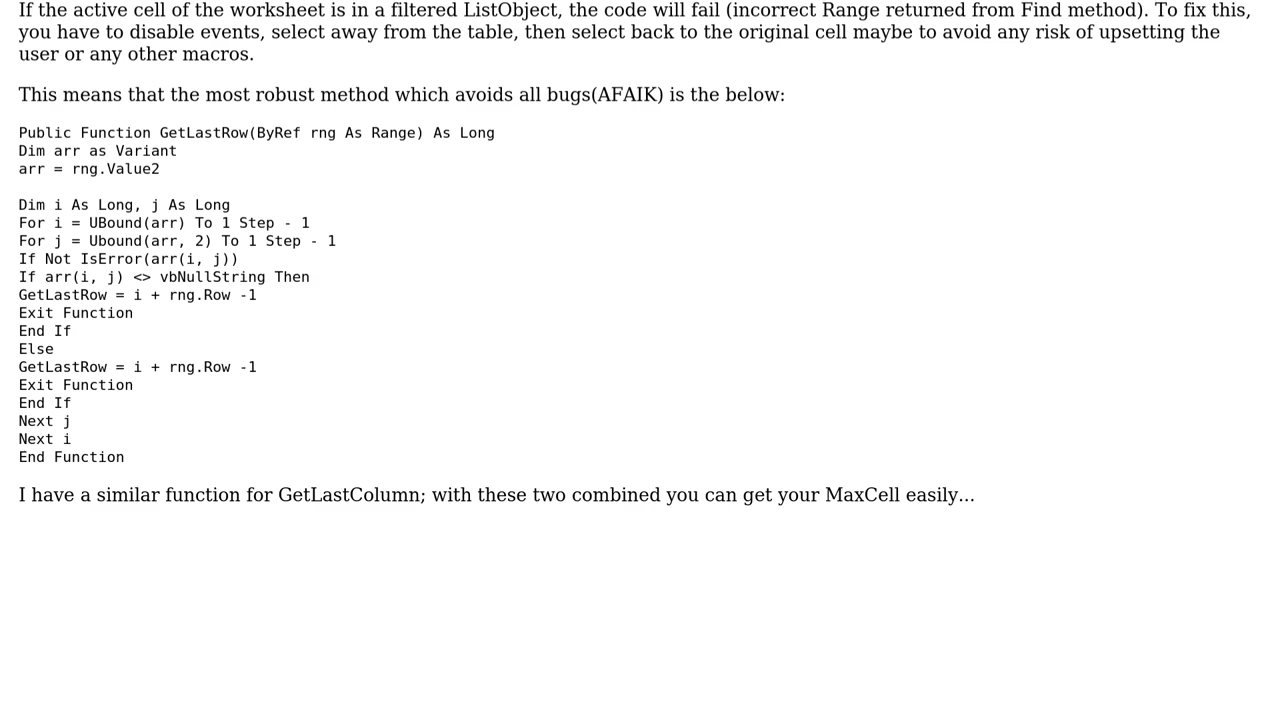 If the active cell of the worksheet is in a filtered ListObject, the code will fail (incorrect Range returned from Find method). To fix this,
you have to disable events, select away from the table, then select back to the original cell maybe to avoid any risk of upsetting the
user or any other macros.
This means that the most robust method which avoids all bugs(AFAIK) is the below:
Public Function GetLastRow(ByRef rng As Range) As Long
Dim arr as Variant
arr = rng.Value2
Dim i As Long, j As Long
For i = UBound(arr) To 1 Step - 1
For j = Ubound(arr, 2) To 1 Step - 1
If Not IsError(arr(i, j))
If arr(i, j) <> vbNullString Then
GetLastRow = i + rng.Row -1
Exit Function
End If
Else
GetLastRow = i + rng.Row -1
Exit Function
End If
Next j
Next i
End Function
I have a similar function for GetLastColumn; with these two combined you can get your MaxCell easily...